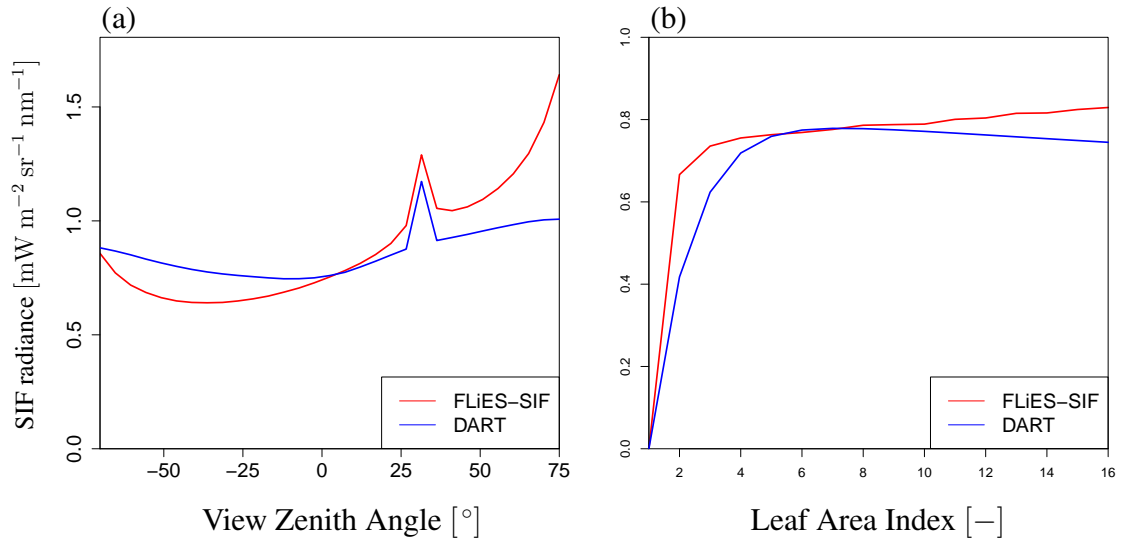 (a)
SIF radiance [mW m⁻² sr⁻¹ nm⁻¹]
0.0
0.5
1.0
1.5
−50
−25
0
25
50
75
FLiES−SIF
DART
View Zenith Angle [°]
(b)
0.0
0.2
0.4
0.6
0.8
1.0
2
4
6
8
10
12
14
16
FLiES−SIF
DART
Leaf Area Index [−]